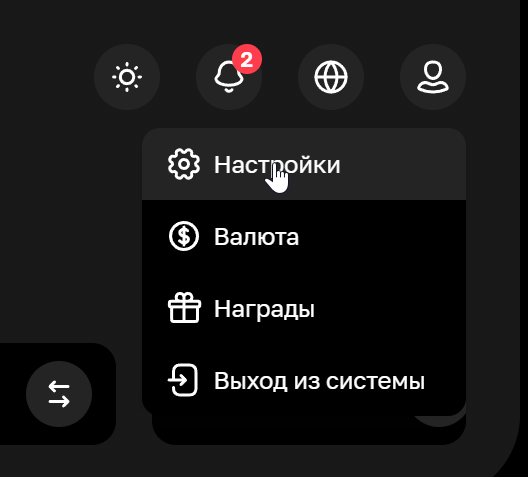 2
Настройки
Валюта
Награды
Выход из системы